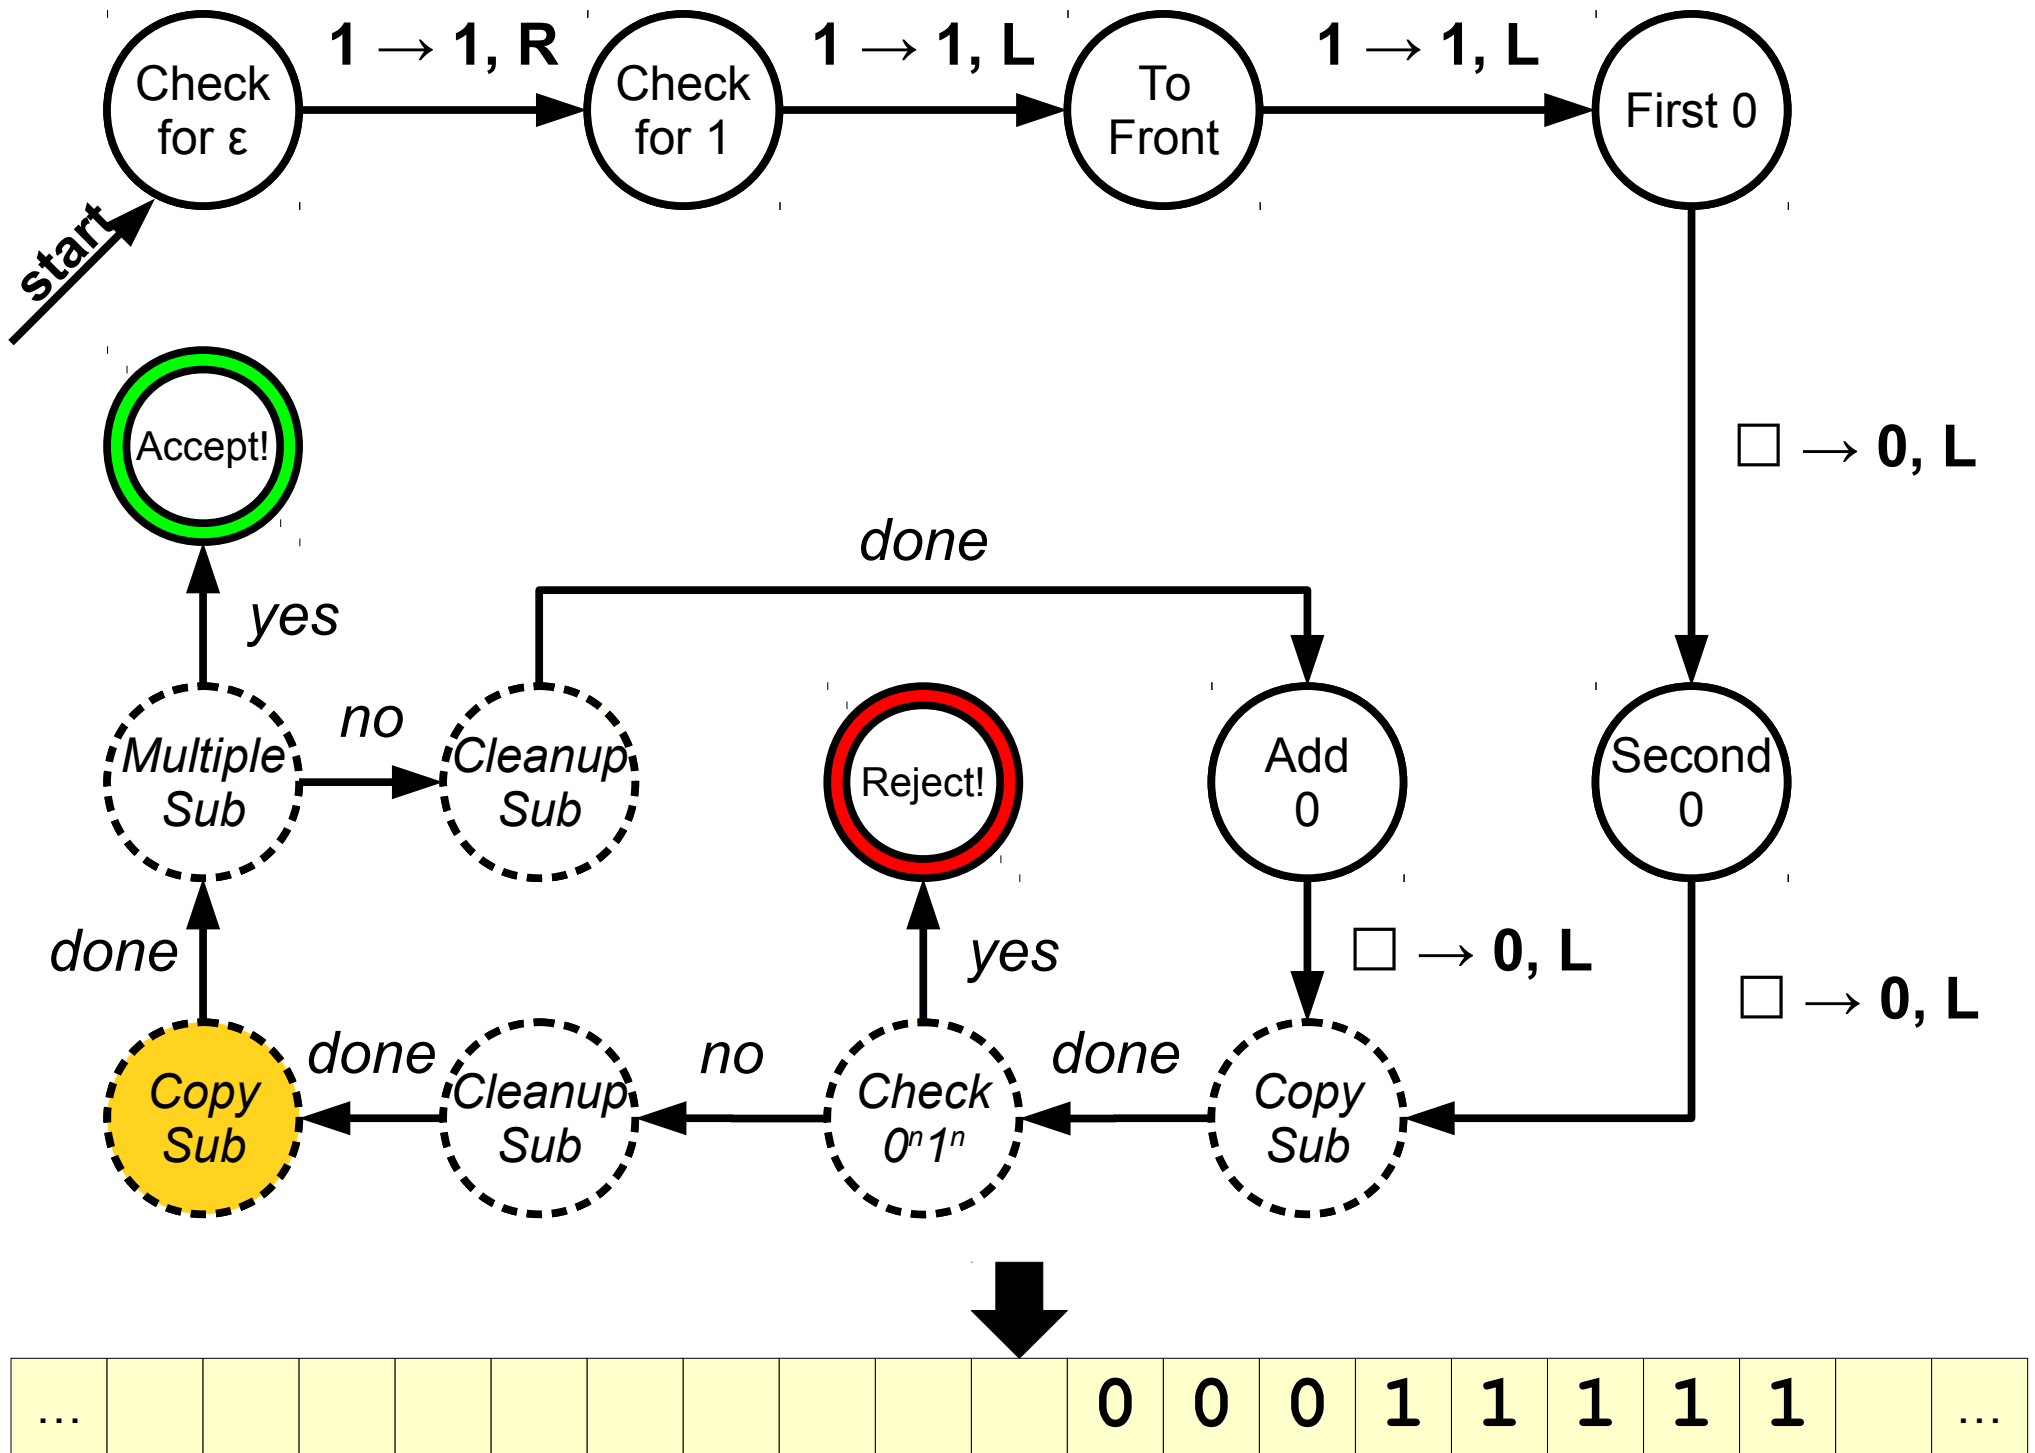 Check
for ε
1 → 1, R
Check
for 1
1 → 1, L
To
Front
1 → 1, L
First 0
start
Accept!
□ → 0, L
done
yes
Multiple
Sub
no
Cleanup
Sub
Reject!
Add
0
Second
0
done
yes
□ → 0, L
□ → 0, L
Copy
Sub
done
Cleanup
Sub
no
Check
0ⁿ1ⁿ
done
Copy
Sub
... 0 0 0 1 1 1 1 1 ...